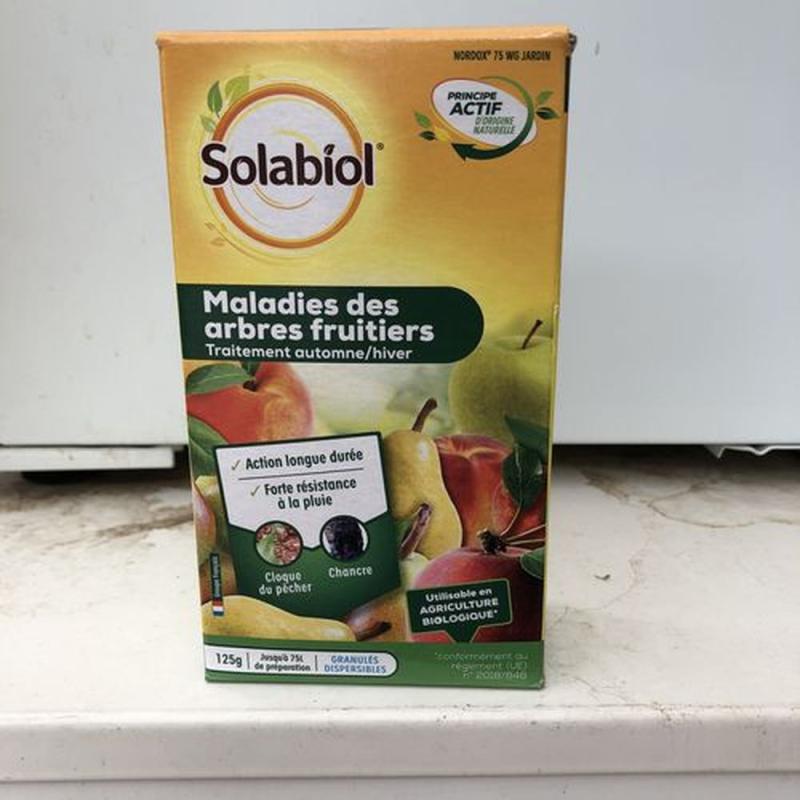 NORDOX® 75 WG JARDIN
PRINCIPE
ACTIF
D'ORIGINE
NATURELLE
Solabiol®
Maladies des
arbres fruitiers
Traitement automne/hiver
✓ Action longue durée
✓ Forte résistance
à la pluie
Cloque
du pêcher
Chancre
Utilisable en
AGRICULTURE
BIOLOGIQUE*
125g
Jusqu'à 75L
de préparation
GRANULÉS
DISPERSIBLES
*conformément au
règlement (UE)
n° 2018/848